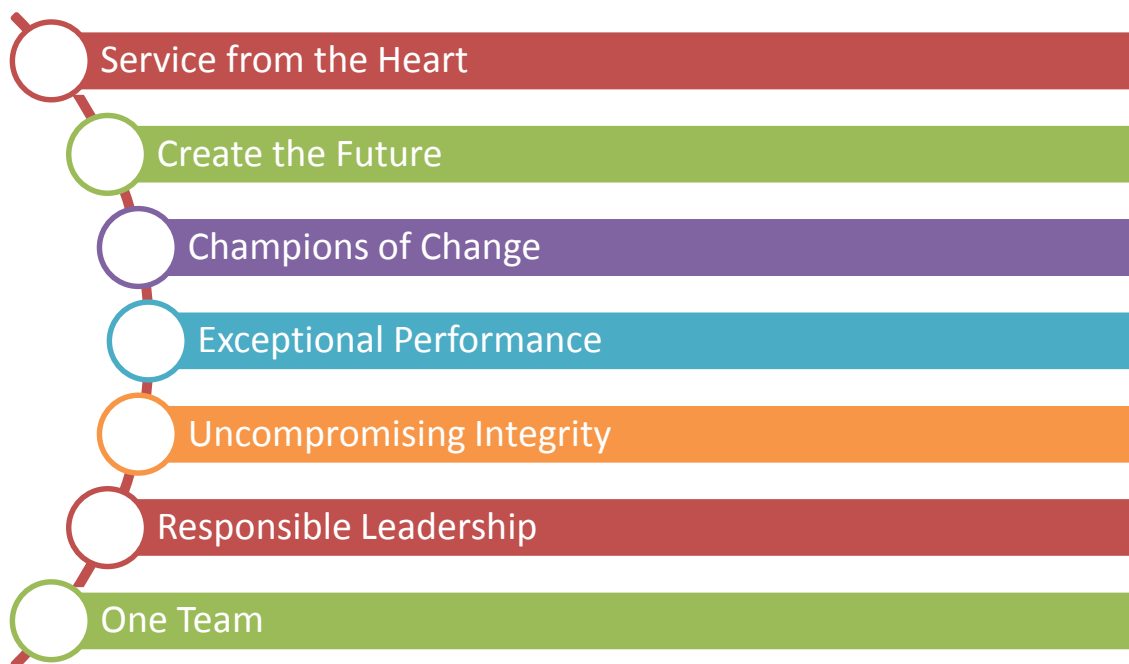 Service from the Heart
Create the Future
Champions of Change
Exceptional Performance
Uncompromising Integrity
Responsible Leadership
One Team